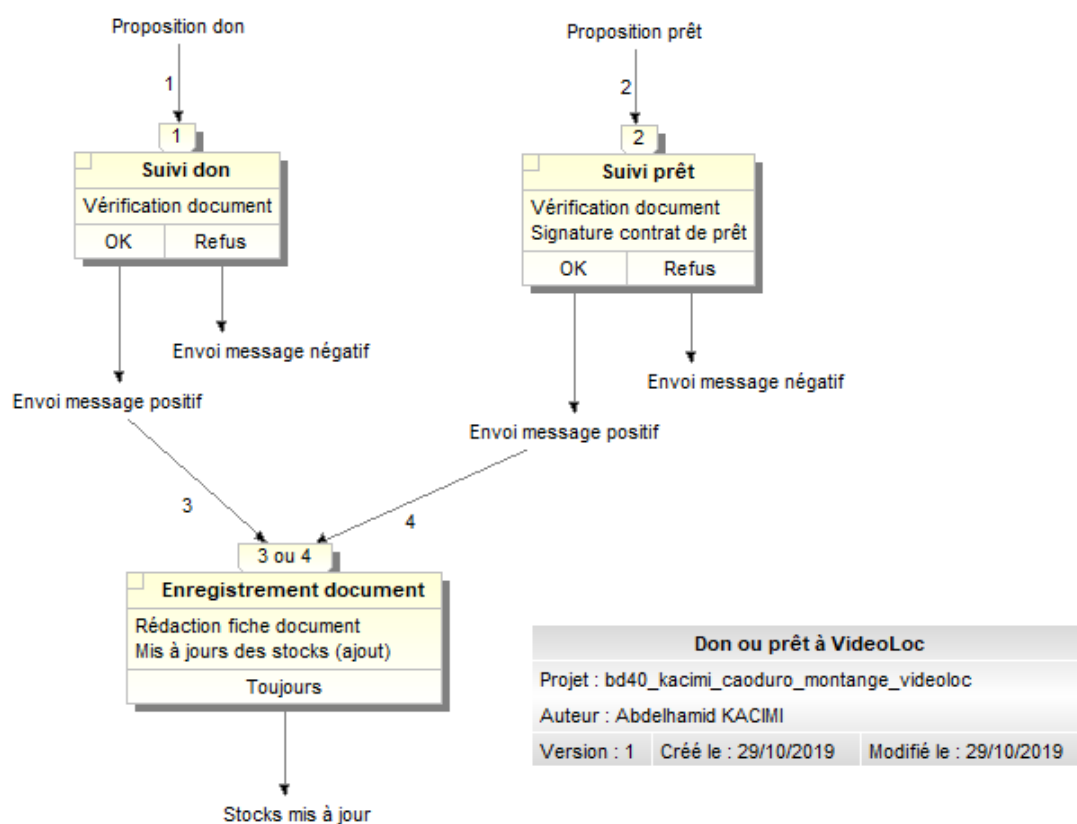 Proposition don
Proposition prêt
1
2
1
2
Suivi don
Vérification document
OK
Refus
Suivi prêt
Vérification document
Signature contrat de prêt
OK
Refus
Envoi message négatif
Envoi message positif
Envoi message négatif
Envoi message positif
3
4
3 ou 4
Enregistrement document
Rédaction fiche document
Mis à jours des stocks (ajout)
Toujours
Stocks mis à jour
Don ou prêt à VideoLoc
Projet : bd40_kacimi_caoduro_montange_videoloc
Auteur : Abdelhamid KACIMI
Version : 1
Créé le : 29/10/2019
Modifié le : 29/10/2019